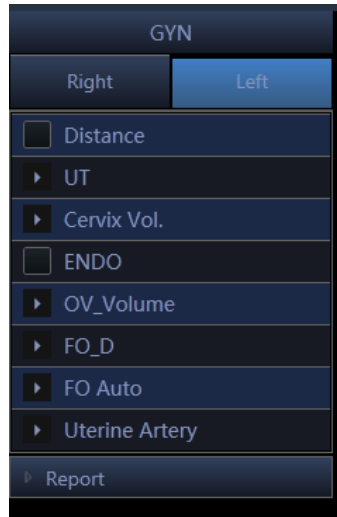 GYN
Right Left
Distance
UT
Cervix Vol.
ENDO
OV_Volume
FO_D
FO Auto
Uterine Artery
Report